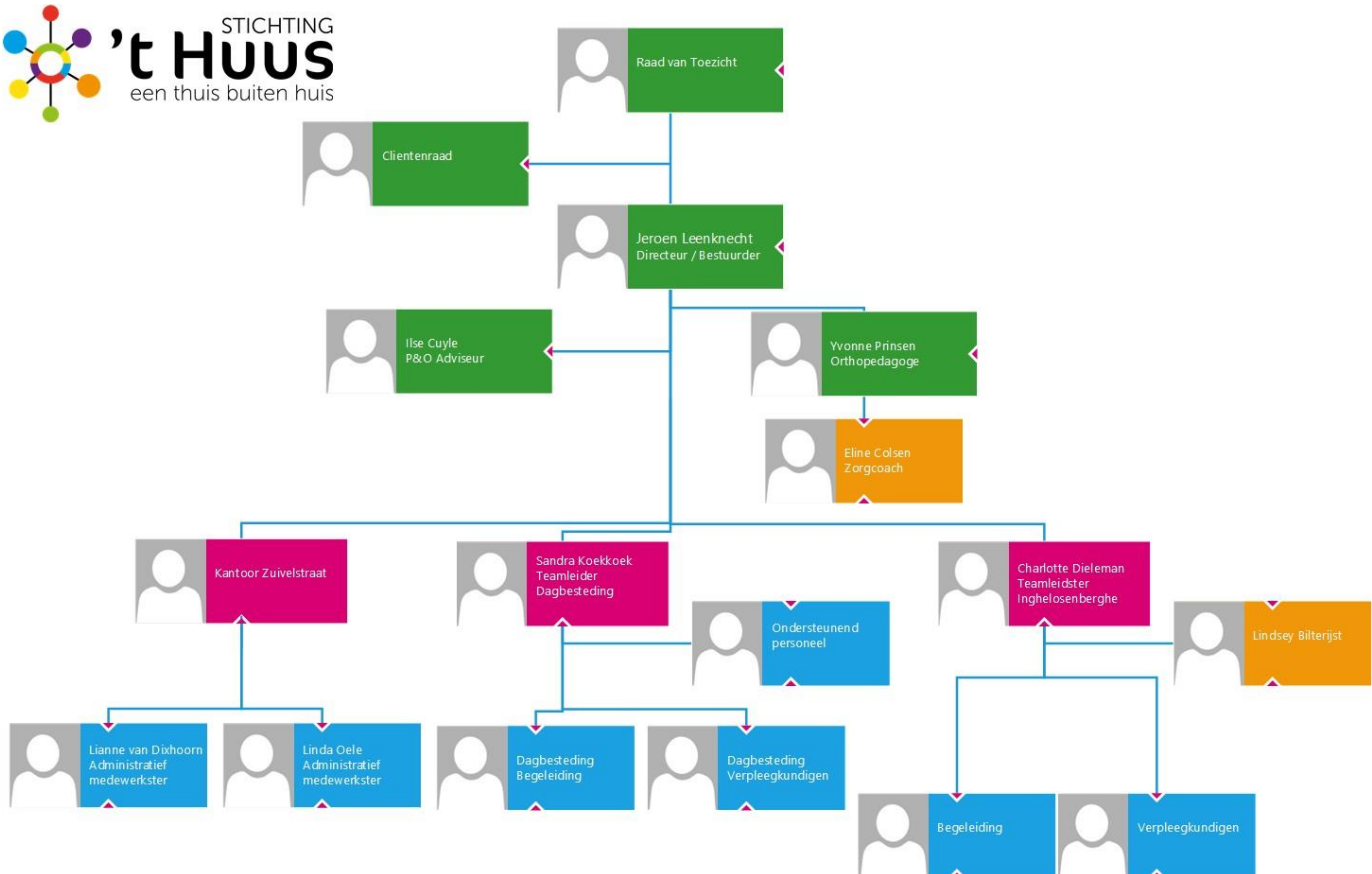 STICHTING
't HUUS
een thuis buiten huis
Raad van Toezicht
Clientenraad
Jeroen Leenknecht
Directeur / Bestuurder
Ilse Cuyle
P&O Adviseur
Yvonne Prinsen
Orthopedagoge
Eline Colsen
Zorgcoach
Kantoor Zuivelstraat
Sandra Koekkoek
Teamleider
Dagbesteding
Charlotte Dieleman
Teamleidster
Inghelosenberghe
Ondersteunend
personeel
Lindsey Bilterijst
Lianne van Dixhoorn
Administratief
medewerkster
Linda Oele
Administratief
medewerkster
Dagbesteding
Begeleiding
Dagbesteding
Verpleegkundigen
Begeleiding
Verpleegkundigen